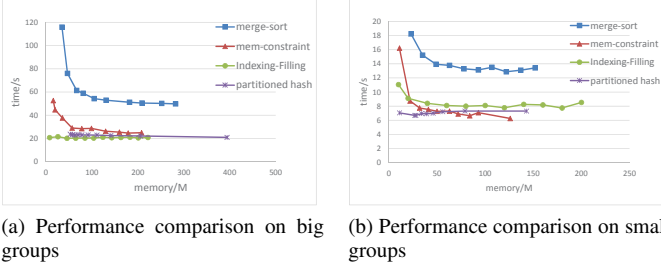 120
100
80
60
40
20
0
time/s
0 100 200 300 400 500
memory/M
merge-sort
mem-constraint
Indexing-Filling
partitioned hash
(a) Performance comparison on big
groups
20
18
16
14
12
10
8
6
4
2
0
time/s
0 50 100 150 200 250
memory/M
merge-sort
mem-constraint
Indexing-Filling
partitioned hash
(b) Performance comparison on small
groups